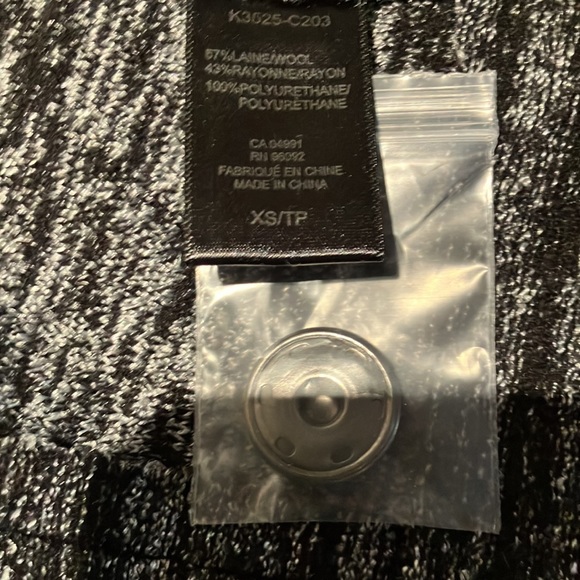 K3525-C203
57%LAINE/WOOL
43%RAYONNE/RAYON
100%POLYURETHANE/
POLYURÉTHANE
CA 04991
RN 96392
FABRIQUÉ EN CHINE
MADE IN CHINA
XS/TP